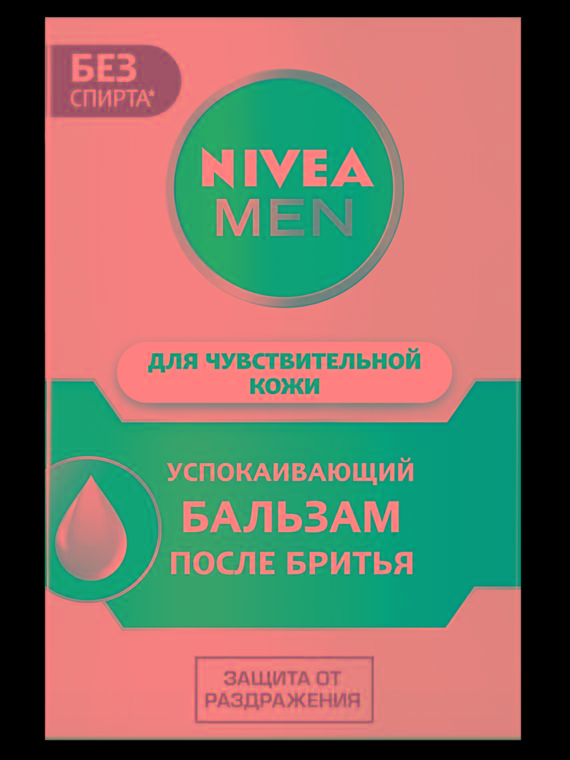 БЕЗ
СПИРТА*
NIVEA
MEN
ДЛЯ ЧУВСТВИТЕЛЬНОЙ
КОЖИ
УСПОКАИВАЮЩИЙ
БАЛЬЗАМ
ПОСЛЕ БРИТЬЯ
ЗАЩИТА ОТ
РАЗДРАЖЕНИЯ